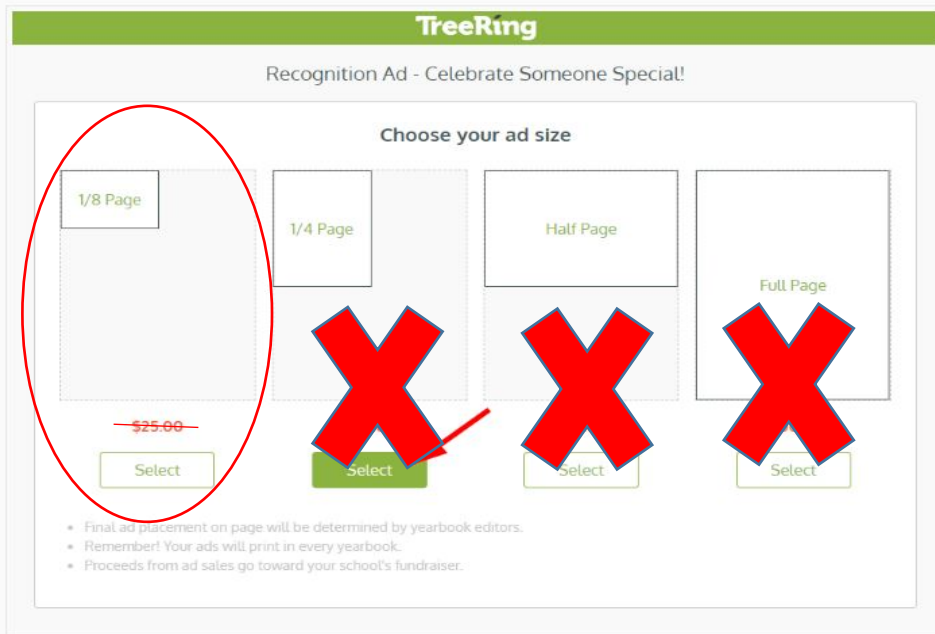 TreeRing
Recognition Ad - Celebrate Someone Special!
Choose your ad size
1/8 Page
1/4 Page
Half Page
Full Page
$25.00
Select
Select
Select
Select
Final ad placement on page will be determined by yearbook editors.
Remember! Your ads will print in every yearbook.
Proceeds from ad sales go toward your school's fundraiser.